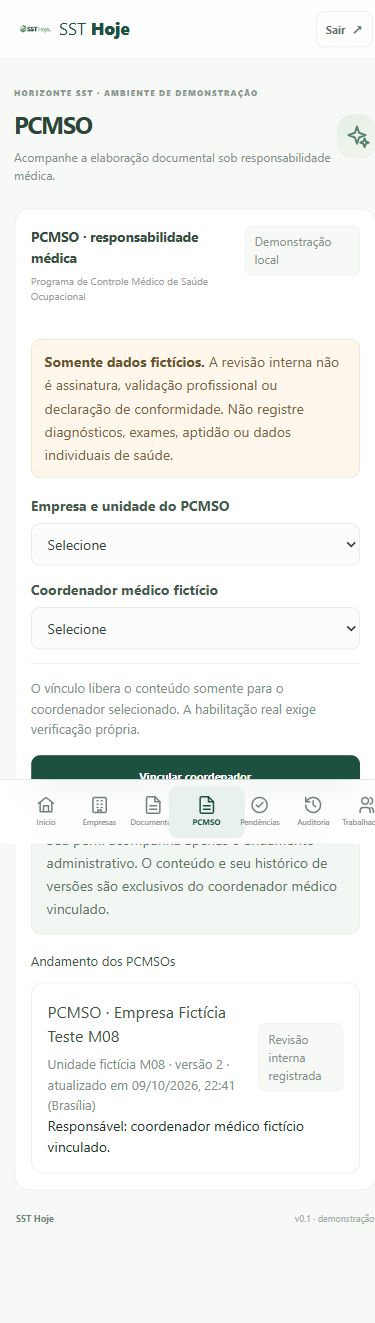 SST Hoje
SST Hoje
Sair ↗
HORIZONTE SST · AMBIENTE DE DEMONSTRAÇÃO
PCMSO
Acompanhe a elaboração documental sob responsabilidade
médica.
PCMSO · responsabilidade
médica
Demonstração
local
Programa de Controle Médico de Saúde
Ocupacional
Somente dados fictícios. A revisão interna não
é assinatura, validação profissional ou
declaração de conformidade. Não registre
diagnósticos, exames, aptidão ou dados
individuais de saúde.
Empresa e unidade do PCMSO
Selecione
Coordenador médico fictício
Selecione
O vínculo libera o conteúdo somente para o
coordenador selecionado. A habilitação real exige
verificação própria.
Vincular coordenador
Início
Empresas
Document
PCMSO
Pendências
Auditoria
Trabalhad
Seu perfil acompanha apenas o andamento
administrativo. O conteúdo e seu histórico de
versões são exclusivos do coordenador médico
vinculado.
Andamento dos PCMSOs
PCMSO · Empresa Fictícia
Teste M08
Unidade fictícia M08 · versão 2 ·
atualizado em 09/10/2026, 22:41
(Brasília)
Responsável: coordenador médico fictício
vinculado.
Revisão
interna
registrada
SST Hoje
v0.1 · demonstração